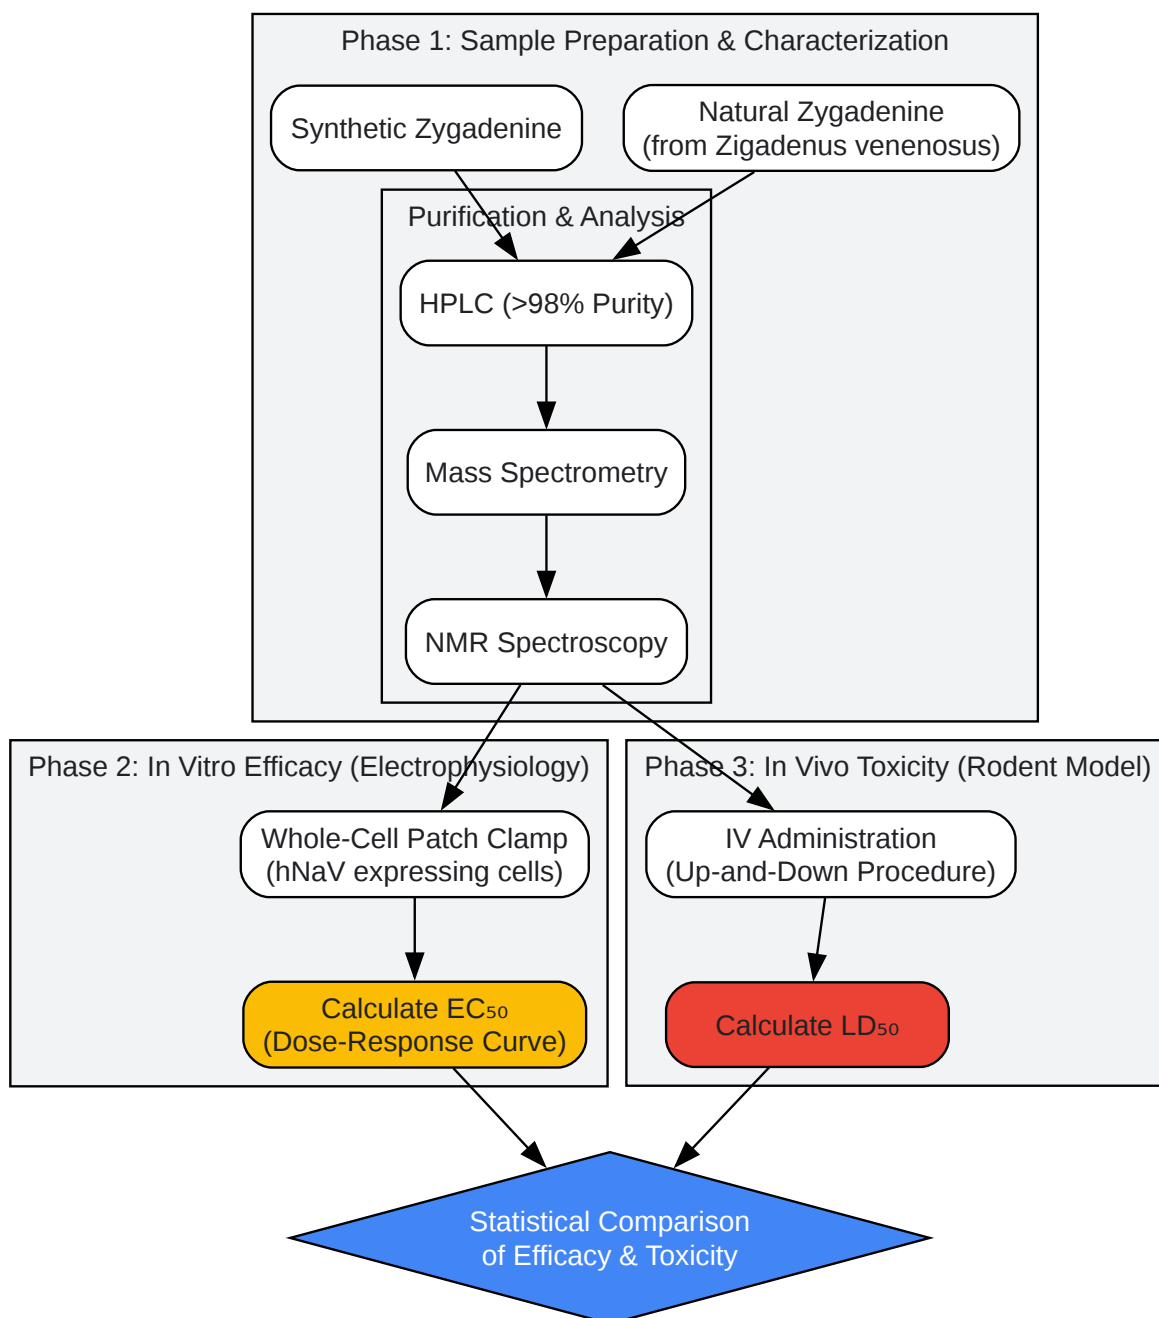 Phase 1: Sample Preparation & Characterization
Synthetic Zygadenine
Natural Zygadenine
(from Zigadenus venenosus)
Purification & Analysis
HPLC (>98% Purity)
Mass Spectrometry
NMR Spectroscopy
Phase 2: In Vitro Efficacy (Electrophysiology)
Whole-Cell Patch Clamp
(hNaV expressing cells)
Calculate EC₅₀
(Dose-Response Curve)
Phase 3: In Vivo Toxicity (Rodent Model)
IV Administration
(Up-and-Down Procedure)
Calculate LD₅₀
Statistical Comparison
of Efficacy & Toxicity